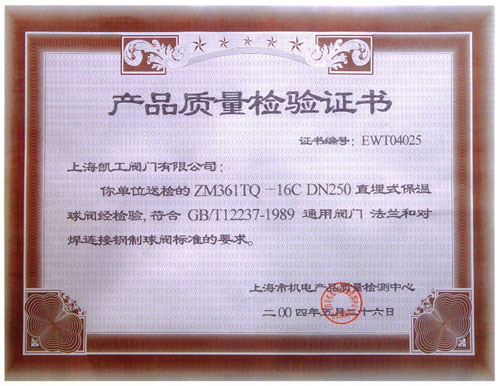 产品质量检验证书
证书编号：EWT04025
上海凯工阀门有限公司：
你单位送检的 ZM361TQ -16C DN250 直埋式保温
球阀经检验，符合 GB/T12237-1989 通用阀门 法兰和对
焊连接钢制球阀标准的要求。
上海市机电产品质量检测中心
二00四年五月二十六日